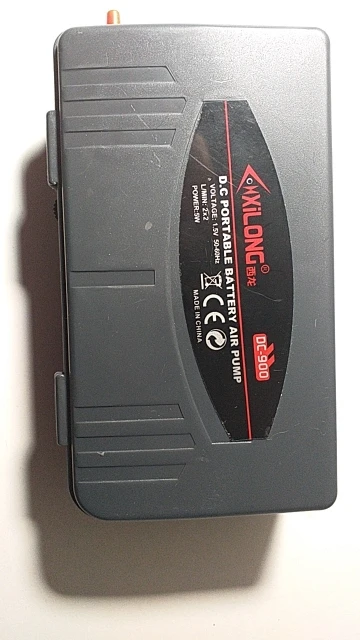 XiLONG® 西龙
DC-900
D.C PORTABLE BATTERY AIR PUMP
VOLTAGE: 1.5V 50-60Hz
L/MIN: 2x2
POWER:5W
CE
MADE IN CHINA